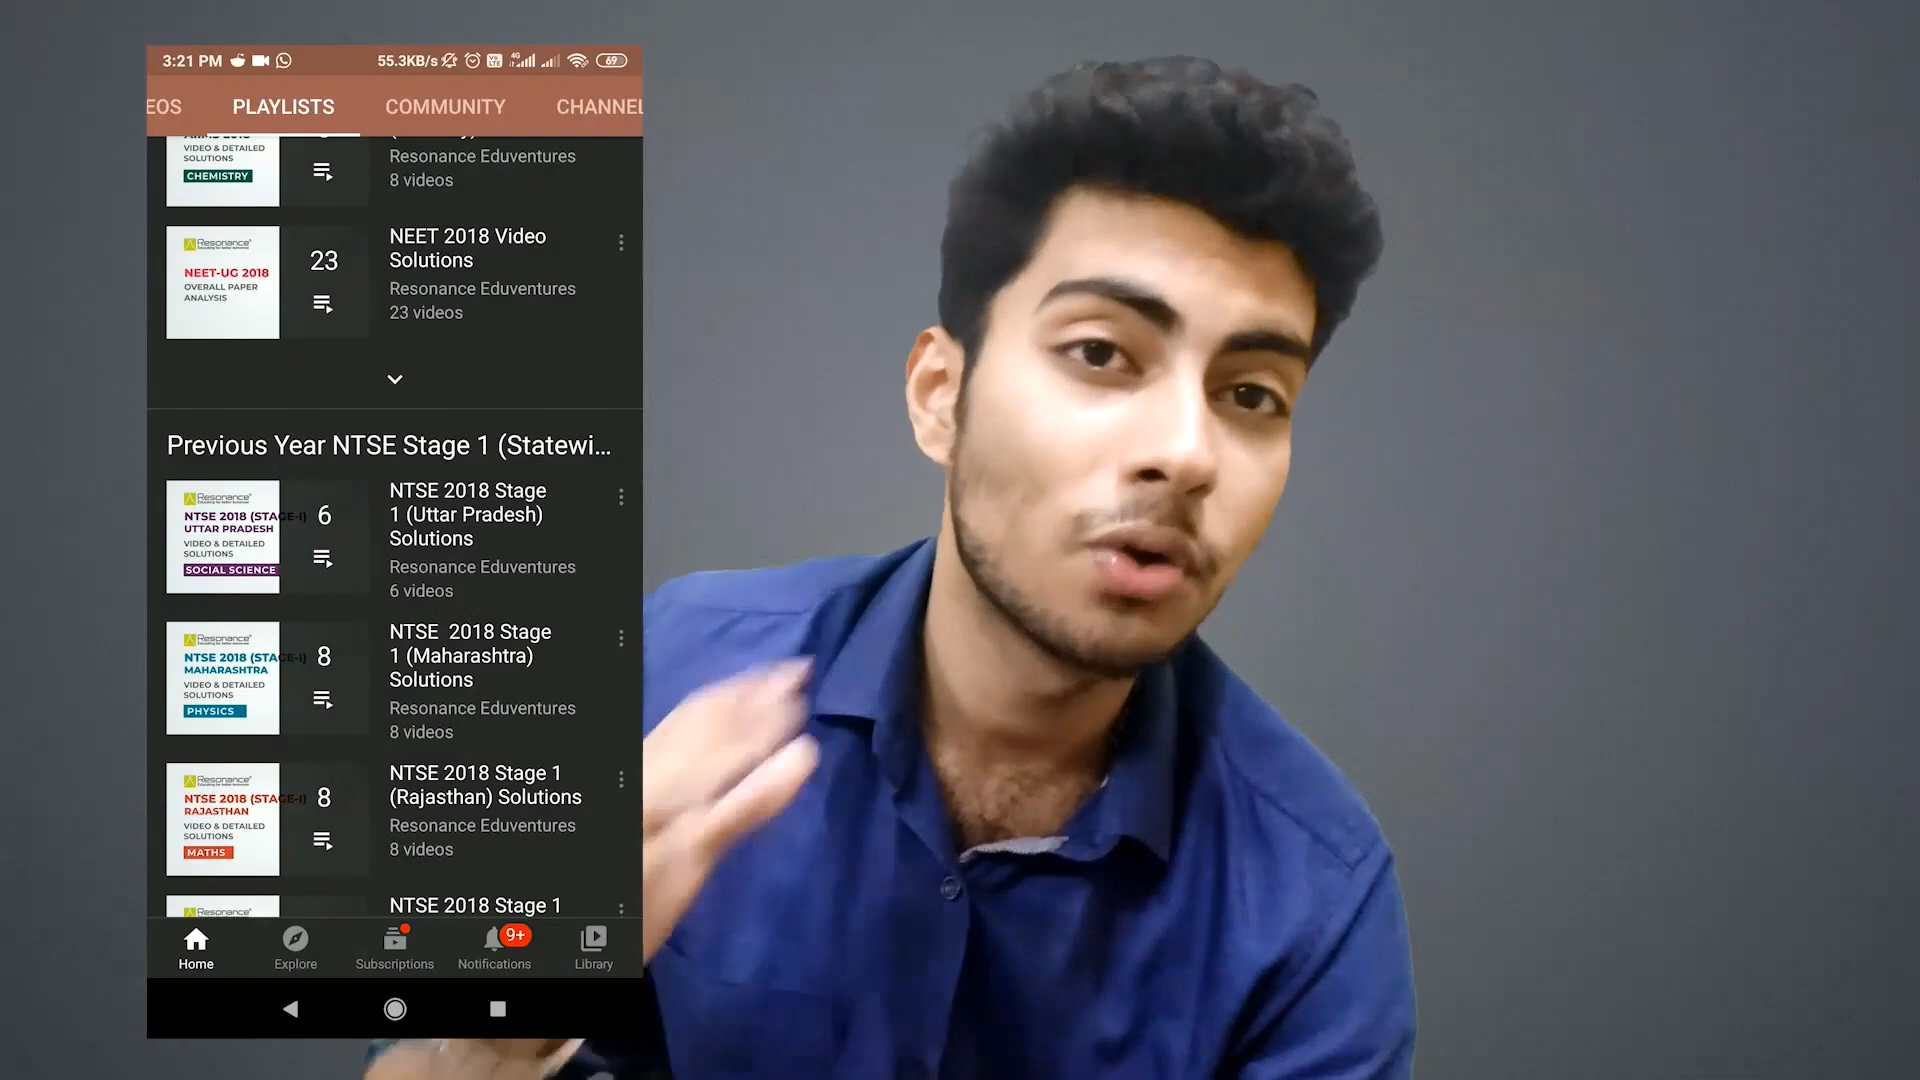 3:21 PM 55.3KB/s 4G Vo LTE 69
EOS PLAYLISTS COMMUNITY CHANNEL
VIDEO & DETAILED
SOLUTIONS
CHEMISTRY
Resonance Eduventures
8 videos
Resonance
NEET-UG 2018
OVERALL PAPER
ANALYSIS
23
NEET 2018 Video
Solutions
Resonance Eduventures
23 videos
Previous Year NTSE Stage 1 (Statewi...
Resonance
NTSE 2018 (STAGE-I)
UTTAR PRADESH
VIDEO & DETAILED
SOLUTIONS
SOCIAL SCIENCE
6
NTSE 2018 Stage
1 (Uttar Pradesh)
Solutions
Resonance Eduventures
6 videos
Resonance
NTSE 2018 (STAGE-I)
MAHARASHTRA
VIDEO & DETAILED
SOLUTIONS
PHYSICS
8
NTSE 2018 Stage
1 (Maharashtra)
Solutions
Resonance Eduventures
8 videos
Resonance
NTSE 2018 (STAGE-I)
RAJASTHAN
VIDEO & DETAILED
SOLUTIONS
MATHS
8
NTSE 2018 Stage 1
(Rajasthan) Solutions
Resonance Eduventures
8 videos
Resonance
NTSE 2018 Stage 1
Home Explore Subscriptions 9+ Notifications Library